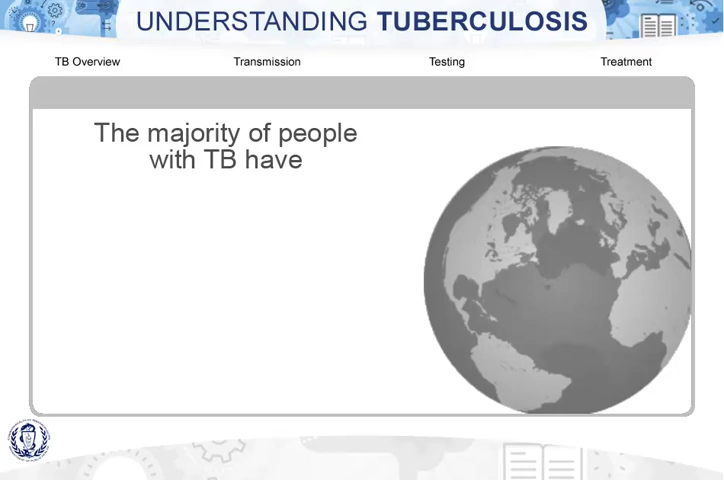 UNDERSTANDING TUBERCULOSIS
TB Overview Transmission Testing Treatment
The majority of people
with TB have